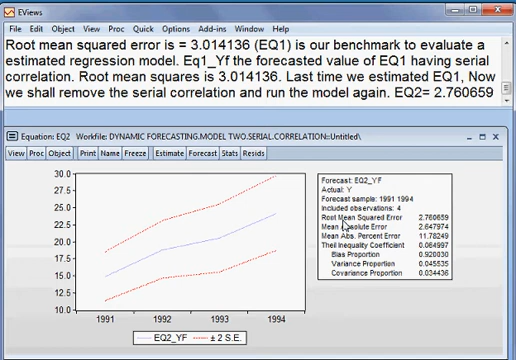 EViews
File Edit Object View Proc Quick Options Add-ins Window Help
Root mean squared error is = 3.014136 (EQ1) is our benchmark to evaluate a
estimated regression model. Eq1_Yf the forecasted value of EQ1 having serial
correlation. Root mean squares is 3.014136. Last time we estimated EQ1, Now
we shall remove the serial correlation and run the model again. EQ2= 2.760659
Equation: EQ2 Workfile: DYNAMIC FORECASTING.MODEL TWO.SERIAL.CORRELATION::Untitled\
View Proc Object Print Name Freeze Estimate Forecast Stats Resids
30.0
27.5
25.0
22.5
20.0
17.5
15.0
12.5
10.0
1991 1992 1993 1994
EQ2_YF ± 2 S.E.
Forecast: EQ2_YF
Actual: Y
Forecast sample: 1991 1994
Included observations: 4
Root Mean Squared Error 2.760659
Mean Absolute Error 2.647974
Mean Abs. Percent Error 11.78249
Theil Inequality Coefficient 0.064997
Bias Proportion 0.920030
Variance Proportion 0.045535
Covariance Proportion 0.034436